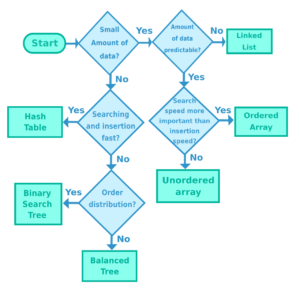 Start
Small
Amount of
data?
Yes
Amount
of data
predictable?
No
Linked
List
No
Yes
Hash
Table
Yes
Searching
and insertion
fast?
Search
speed more
important than
insertion
speed?
Yes
Ordered
Array
No
No
Unordered
array
Binary
Search
Tree
Yes
Order
distribution?
No
Balanced
Tree